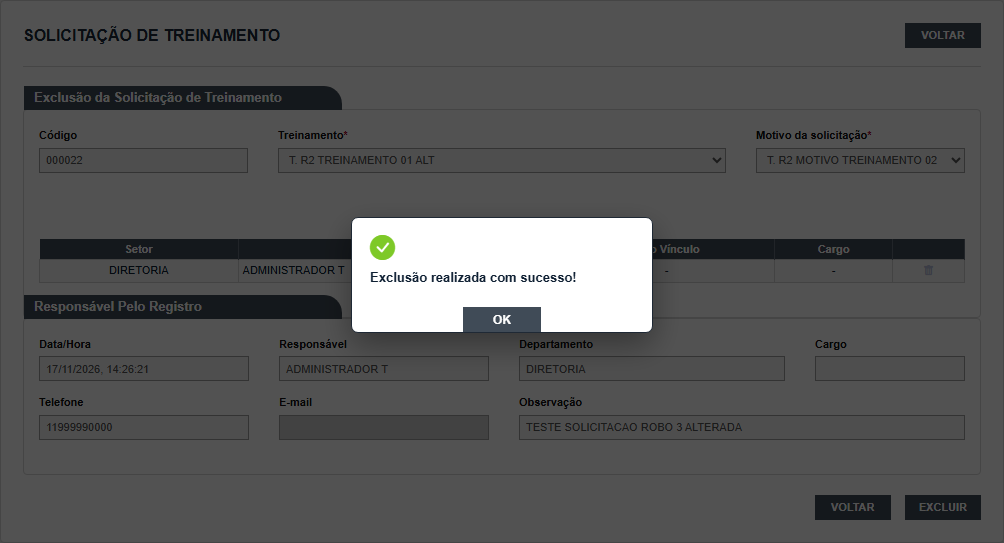 SOLICITAÇÃO DE TREINAMENTO
VOLTAR
Exclusão da Solicitação de Treinamento
Código
Treinamento*
Motivo da solicitação*
000022
T. R2 TREINAMENTO 01 ALT
T. R2 MOTIVO TREINAMENTO 02
Setor
Vínculo
Cargo
DIRETORIA
ADMINISTRADOR T
-
-
Exclusão realizada com sucesso!
OK
Responsável Pelo Registro
Data/Hora
Responsável
Departamento
Cargo
17/11/2026, 14:26:21
ADMINISTRADOR T
DIRETORIA
Telefone
E-mail
Observação
11999990000
TESTE SOLICITACAO ROBO 3 ALTERADA
VOLTAR
EXCLUIR